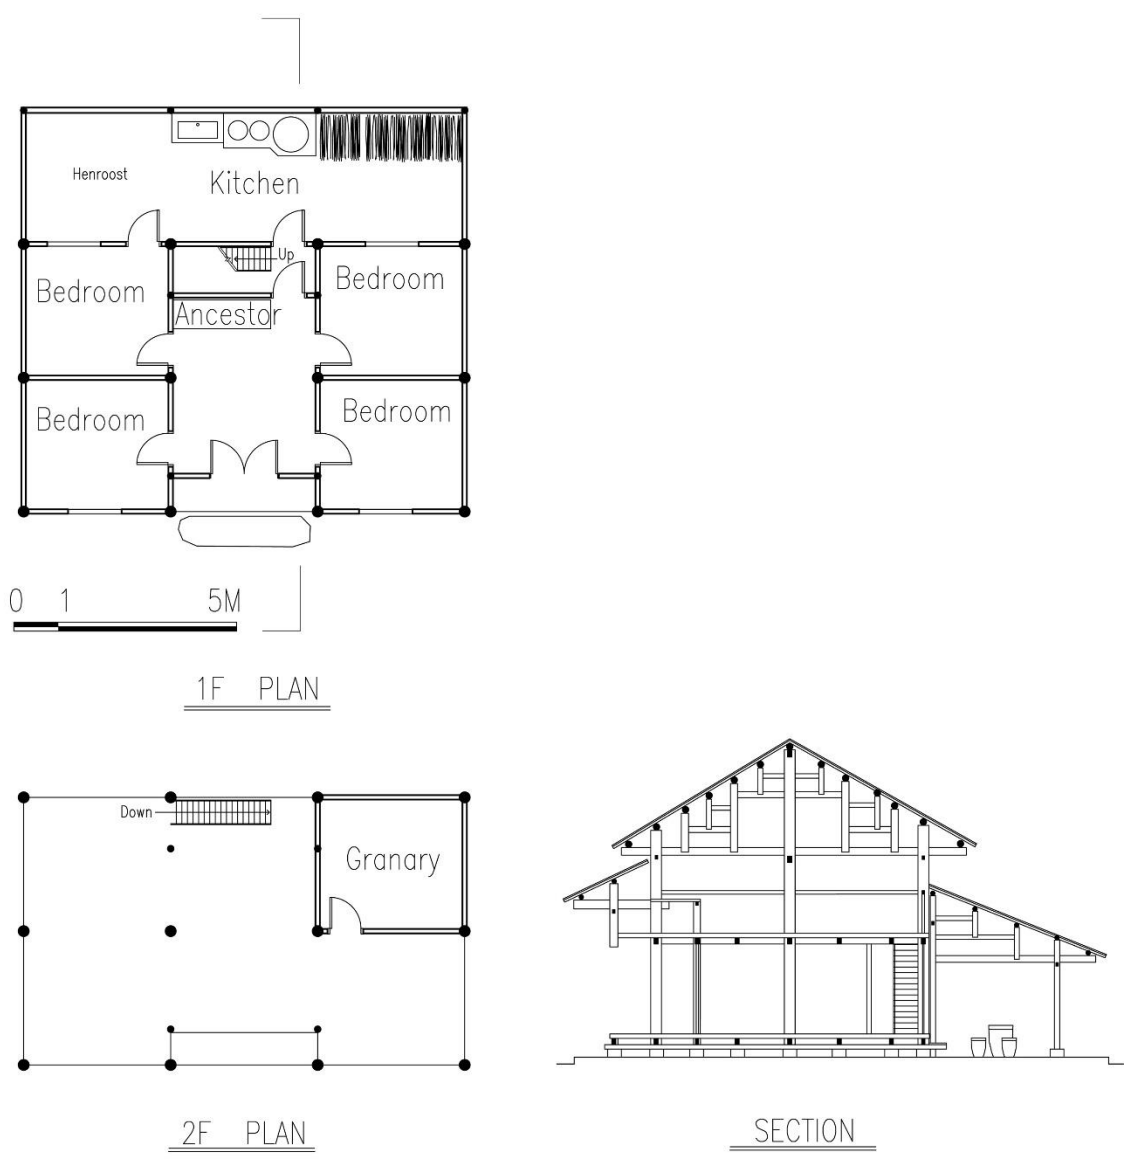 Henroost
Kitchen
Up
Bedroom
Bedroom
Ancestor
Bedroom
Bedroom
0 1 5M
1F PLAN
Down
Granary
2F PLAN
SECTION